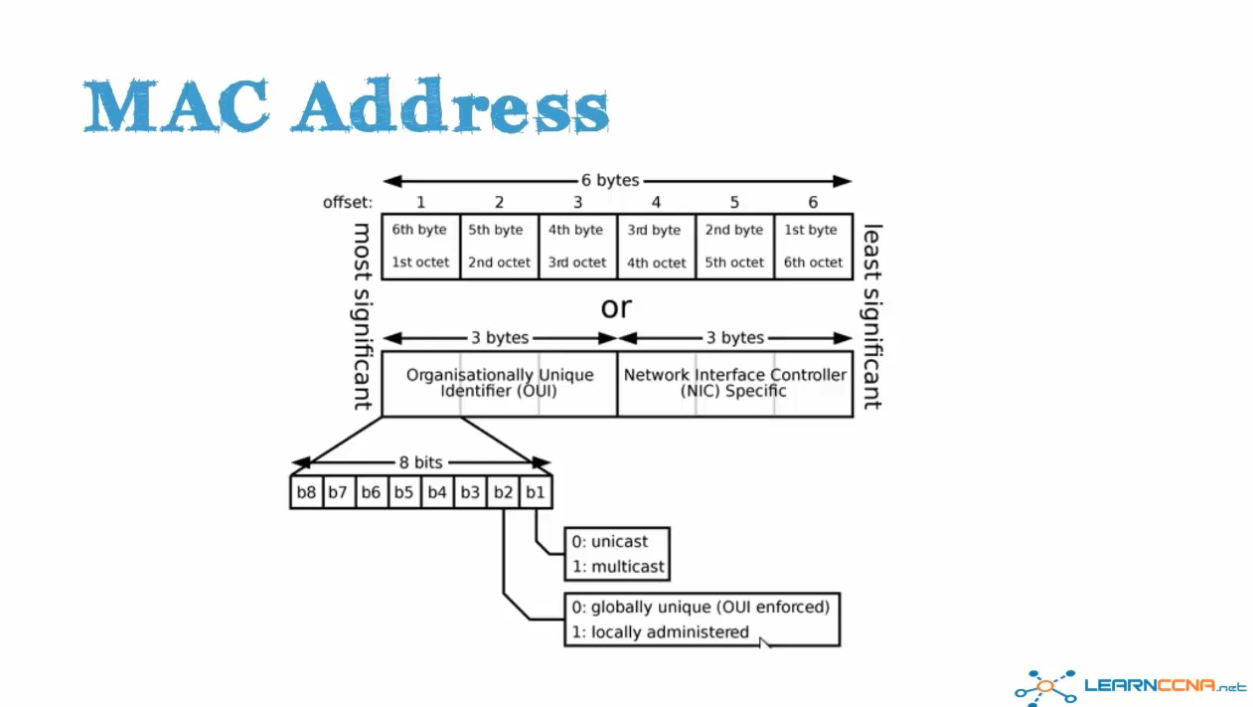 MAC Address
6 bytes
offset: 1 2 3 4 5 6
most significant
6th byte 5th byte 4th byte 3rd byte 2nd byte 1st byte
1st octet 2nd octet 3rd octet 4th octet 5th octet 6th octet
least significant
or
3 bytes 3 bytes
Organisationally Unique
Identifier (OUI)
Network Interface Controller
(NIC) Specific
8 bits
b8 b7 b6 b5 b4 b3 b2 b1
0: unicast
1: multicast
0: globally unique (OUI enforced)
1: locally administered
LEARNCCNA.net